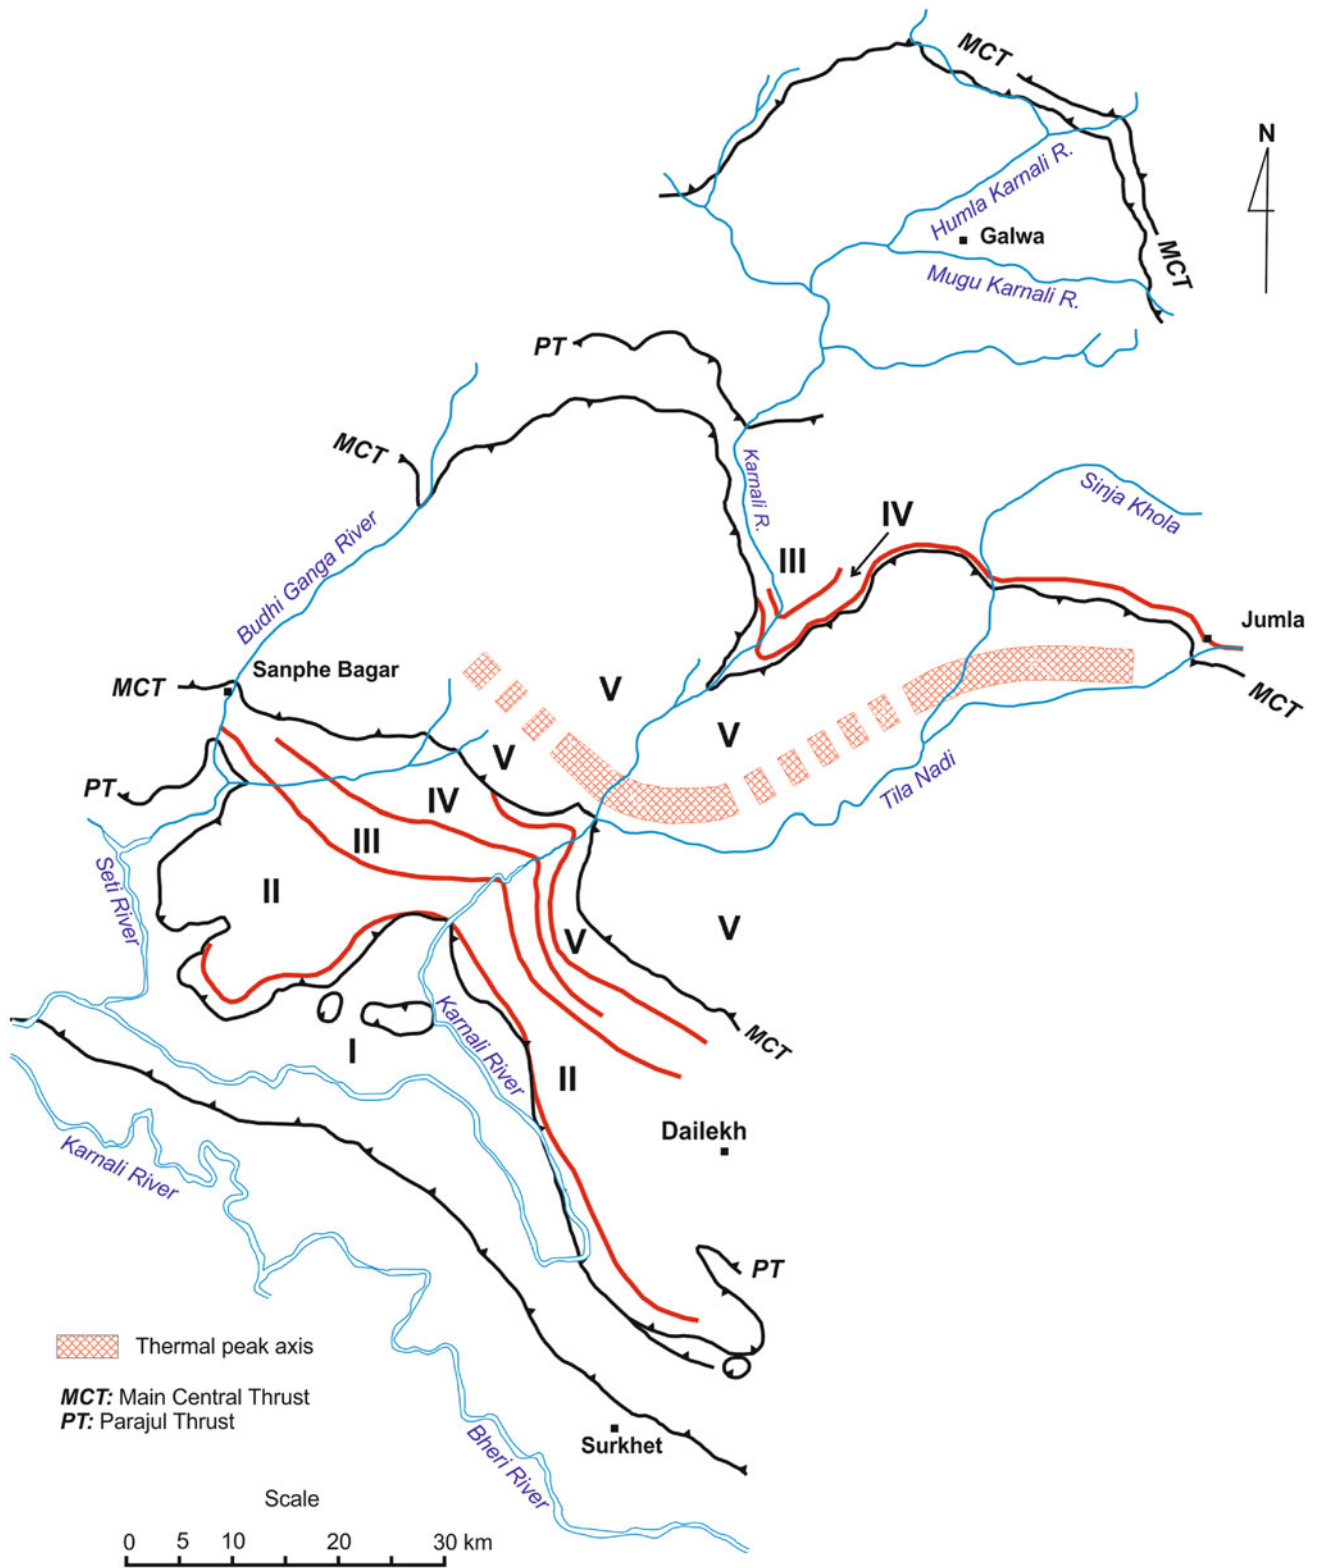 MCT
N
Humla Karnali R.
Galwa
MCT
Mugu Karnali R.
PT
MCT
Karnali R.
Sinja Khola
IV
III
Budhi Ganga River
Jumla
Sanphe Bagar
MCT
V
MCT
V
V
PT
IV
Tila Nadi
III
II
Seti River
V
V
Karnali River
MCT
I
II
Dailekh
Karnali River
PT
Thermal peak axis
MCT: Main Central Thrust
PT: Parajul Thrust
Surkhet
Bheri River
Scale
0 5 10 20 30 km